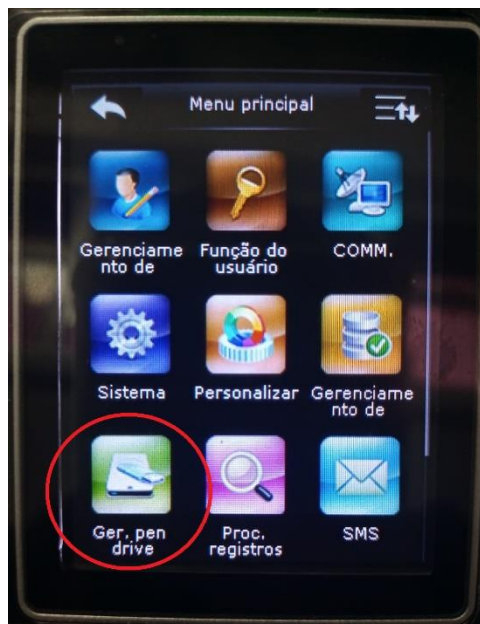 Menu principal
Gerenciame
nto de
Função do
usuário
COMM.
Sistema
Personalizar
Gerenciame
nto de
Ger. pen
drive
Proc.
registros
SMS